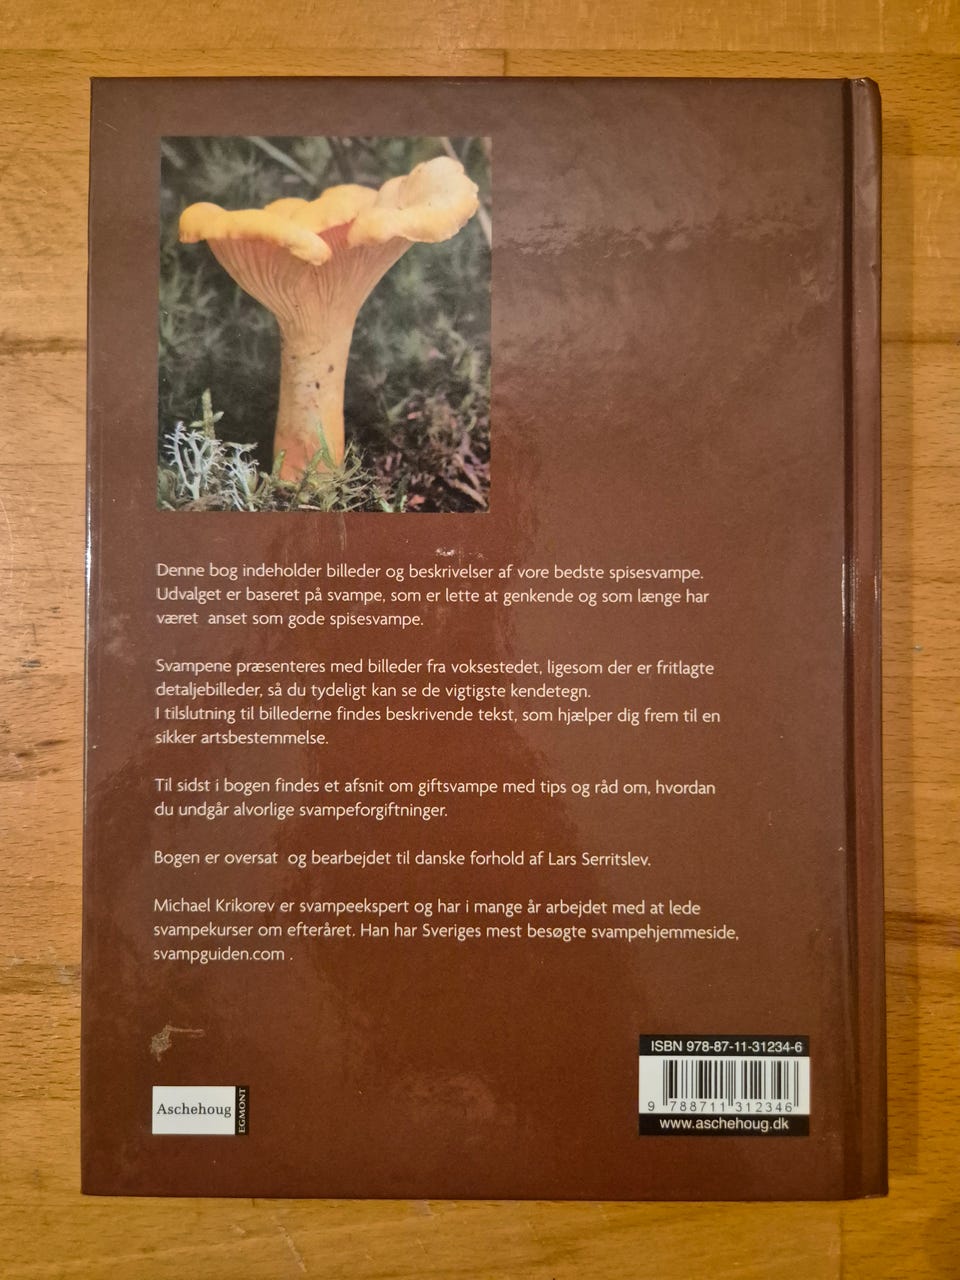 Denne bog indeholder billeder og beskrivelser af vore bedste spisesvampe.
Udvalget er baseret på svampe, som er lette at genkende og som længe har
været  anset som gode spisesvampe.
Svampene præsenteres med billeder fra voksestedet, ligesom der er fritlagte
detaljebilleder, så du tydeligt kan se de vigtigste kendetegn.
I tilslutning til billederne findes beskrivende tekst, som hjælper dig frem til en
sikker artsbestemmelse.
Til sidst i bogen findes et afsnit om giftsvampe med tips og råd om, hvordan
du undgår alvorlige svampeforgiftninger.
Bogen er oversat  og bearbejdet til danske forhold af Lars Serritslev.
Michael Krikorev er svampeekspert og har i mange år arbejdet med at lede
svampekurser om efteråret. Han har Sveriges mest besøgte svampehjemmeside,
svampguiden.com .
Aschehoug
EGMONT
ISBN 978-87-11-31234-6
9 788711 312346
www.aschehoug.dk